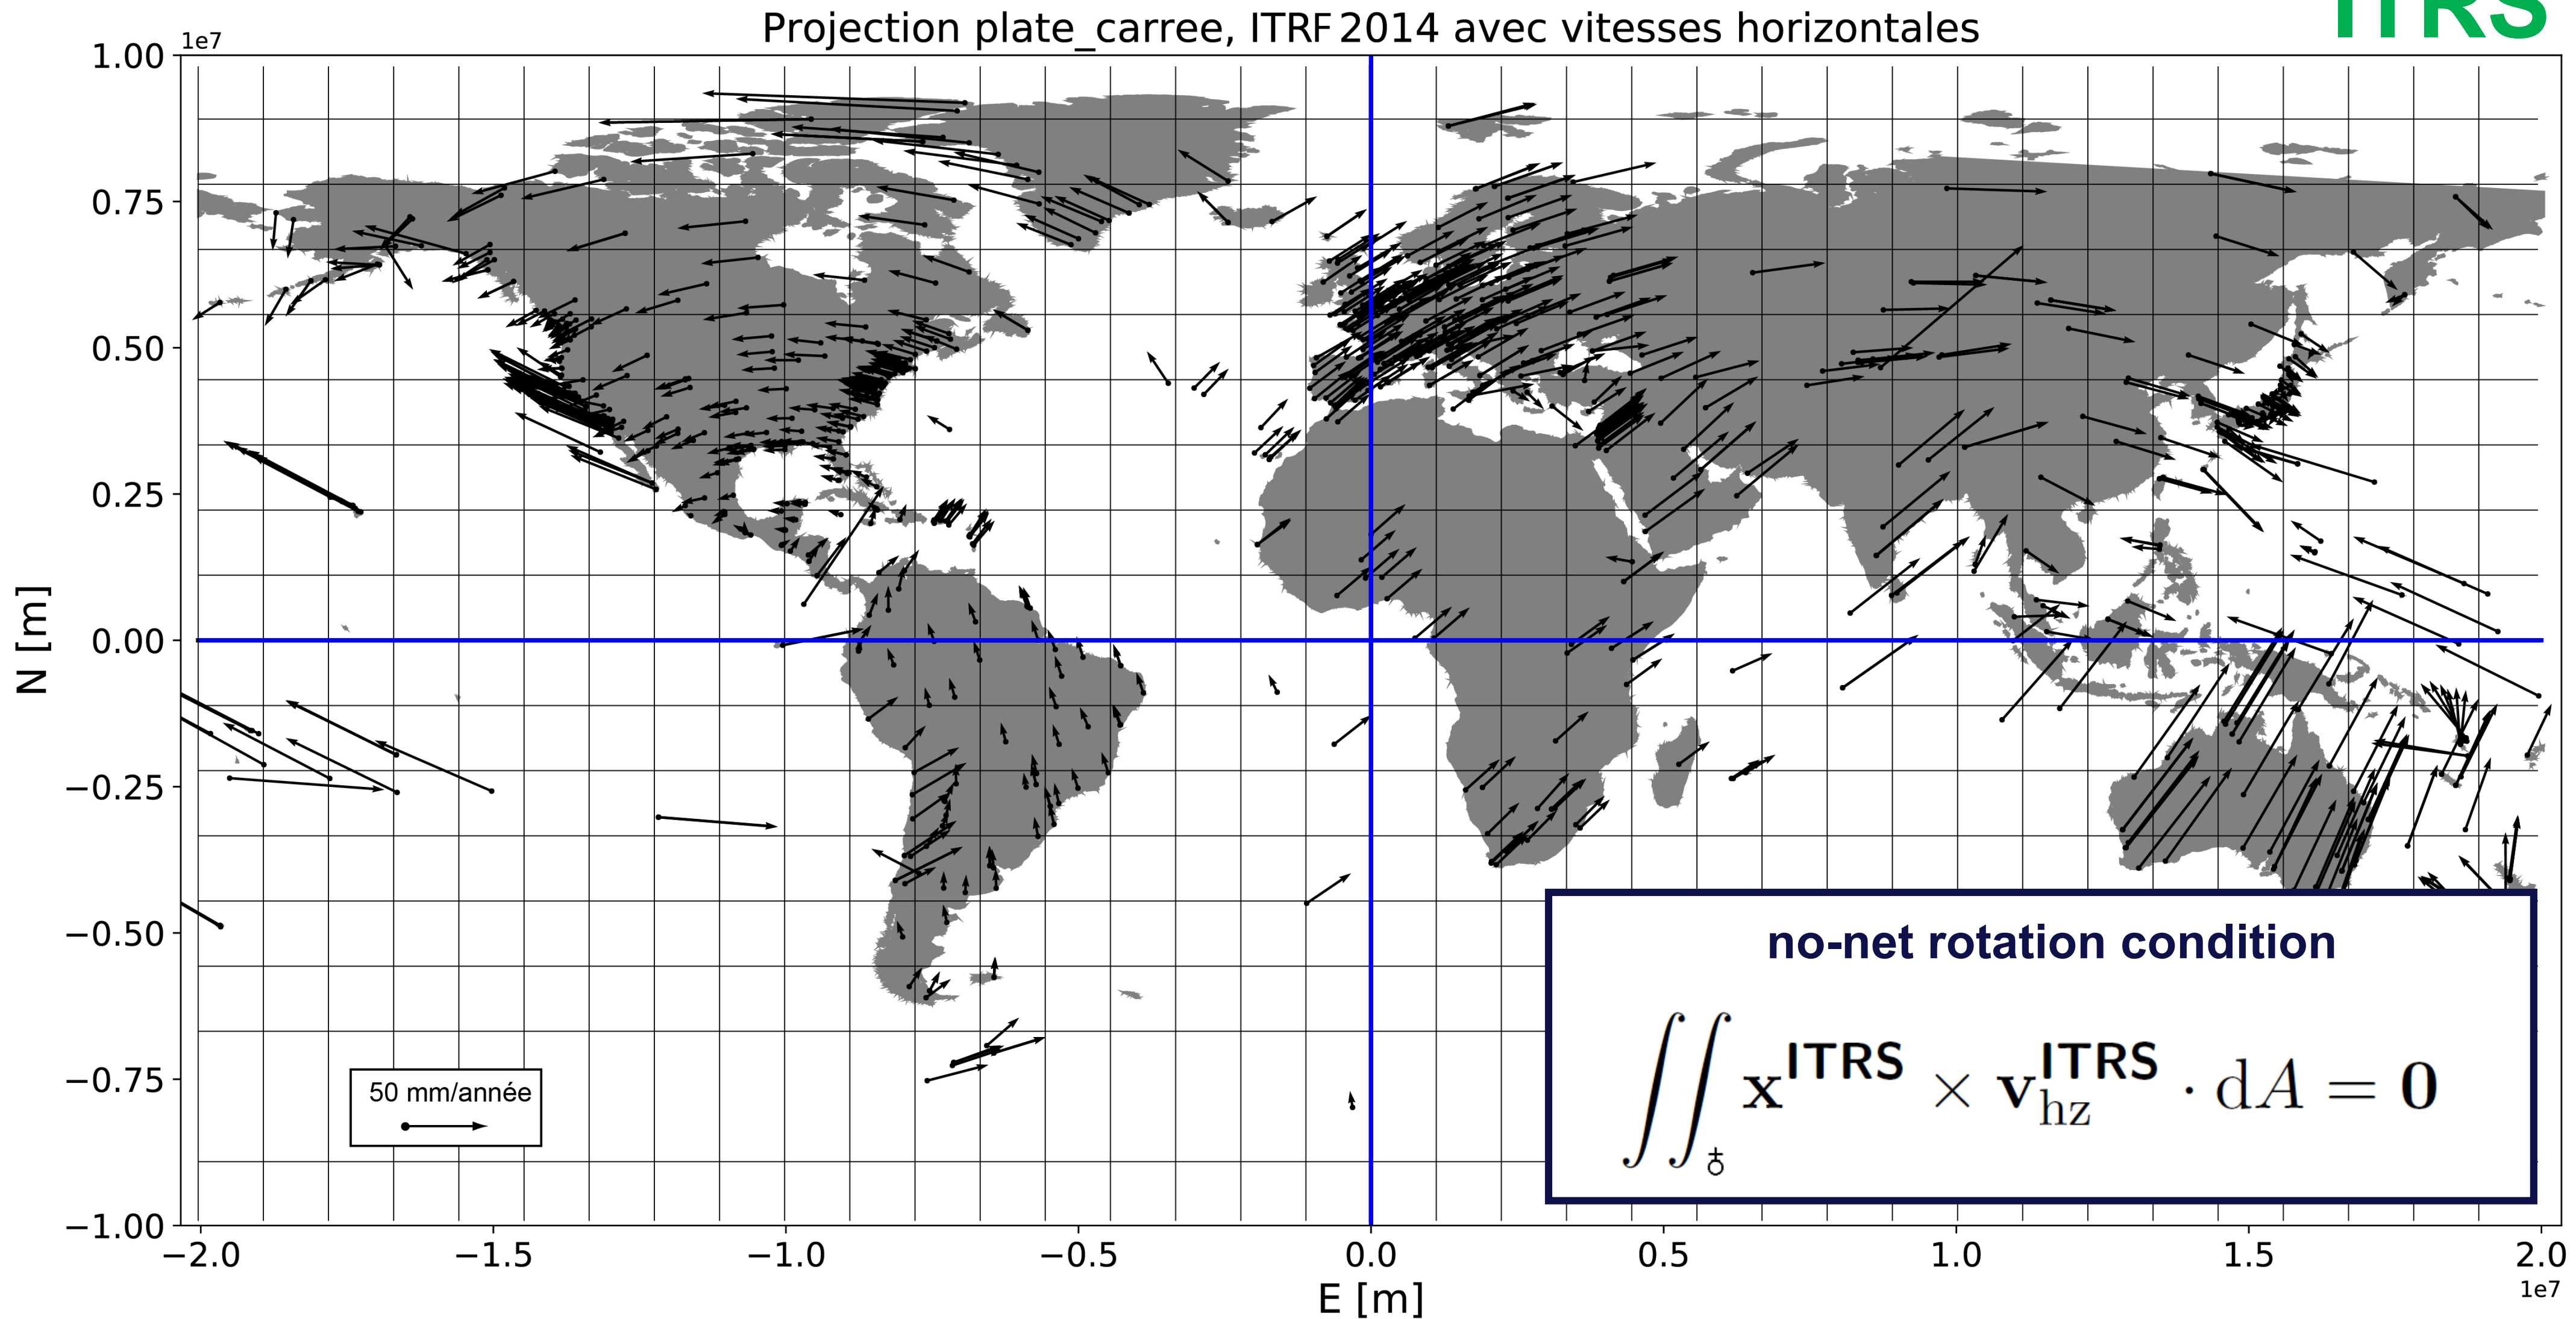 ITRS
Projection plate_carree, ITRF 2014 avec vitesses horizontales
1e7
1.00
0.75
0.50
0.25
0.00
−0.25
−0.50
−0.75
−1.00
N [m]
50 mm/année
no-net rotation condition
∬♁ x^ITRS × v_hz^ITRS · dA = 0
−2.0 −1.5 −1.0 −0.5 0.0 0.5 1.0 1.5 2.0
1e7
E [m]